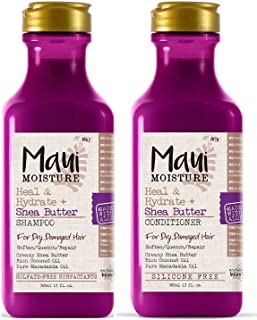 Maui
MOISTURE
Heal &
Hydrate +
Shea Butter
SHAMPOO
For Dry, Damaged Hair
Soften/Quench/Repair
Creamy Shea Butter
Rich Coconut Oil
Pure Macadamia Oil
SULFATE-FREE SURFACTANTS
Maui
MOISTURE
Heal &
Hydrate +
Shea Butter
CONDITIONER
For Dry, Damaged Hair
Soften/Quench/Repair
Creamy Shea Butter
Rich Coconut Oil
Pure Macadamia Oil
SILICONE FREE